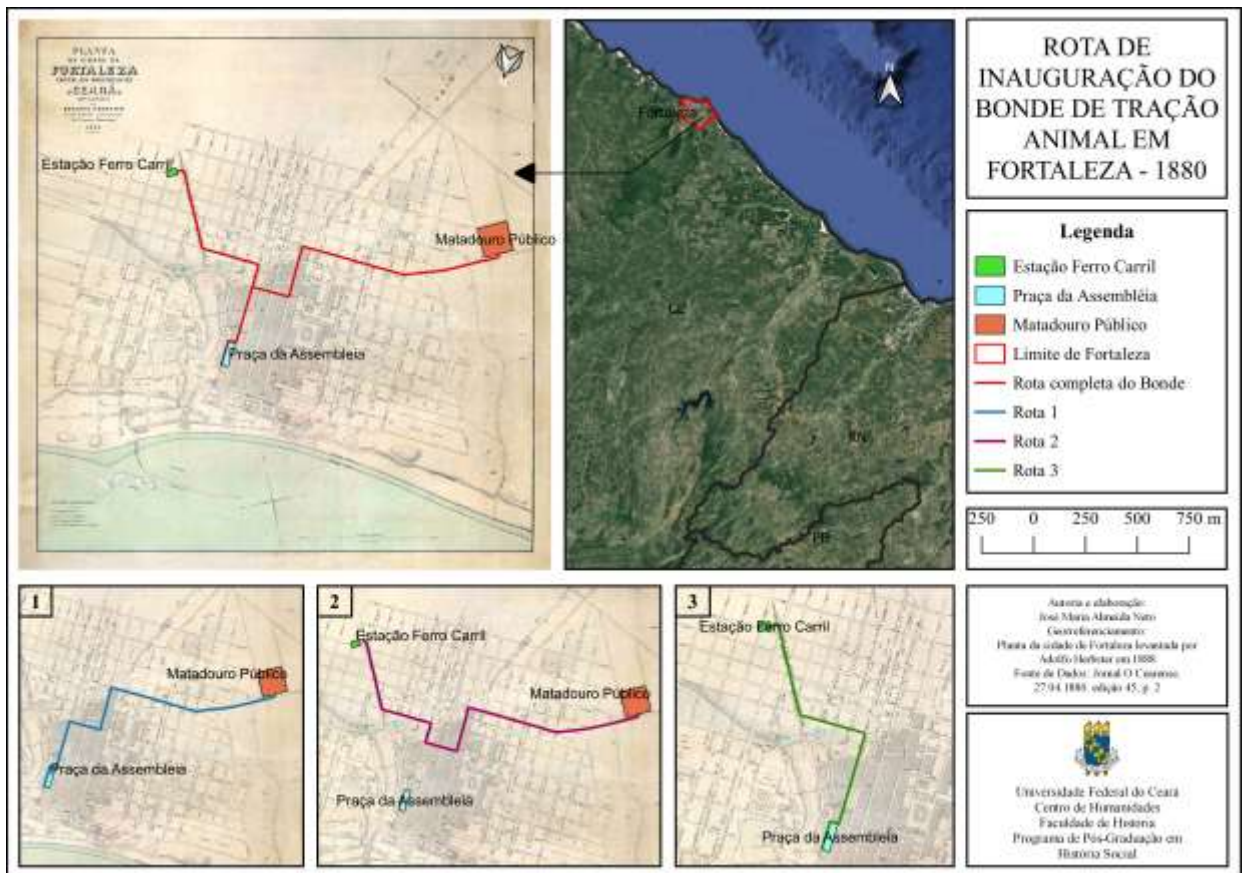 PLANTA
FORTALEZA
CEARÁ
Estação Ferro Carril
Matadouro Público
Praça da Assembleia
Fortaleza
N
CE
RN
PB
ROTA DE
INAUGURAÇÃO DO
BONDE DE TRAÇÃO
ANIMAL EM
FORTALEZA - 1880
Legenda
Estação Ferro Carril
Praça da Assembléia
Matadouro Público
Limite de Fortaleza
Rota completa do Bonde
Rota 1
Rota 2
Rota 3
250 0 250 500 750 m
1
Matadouro Público
Praça da Assembleia
2
Estação Ferro Carril
Matadouro Público
Praça da Assembleia
3
Estação Ferro Carril
Praça da Assembleia
Autoria e elaboração:
José Maria Almeida Neto
Georeferenciamento:
Planta da cidade de Fortaleza levantada por
Adolfo Herbster em 1888.
Fonte de Dados: Jornal O Cearense,
27.04.1880, edição 45, p. 2
Universidade Federal do Ceará
Centro de Humanidades
Faculdade de História
Programa de Pós-Graduação em
História Social